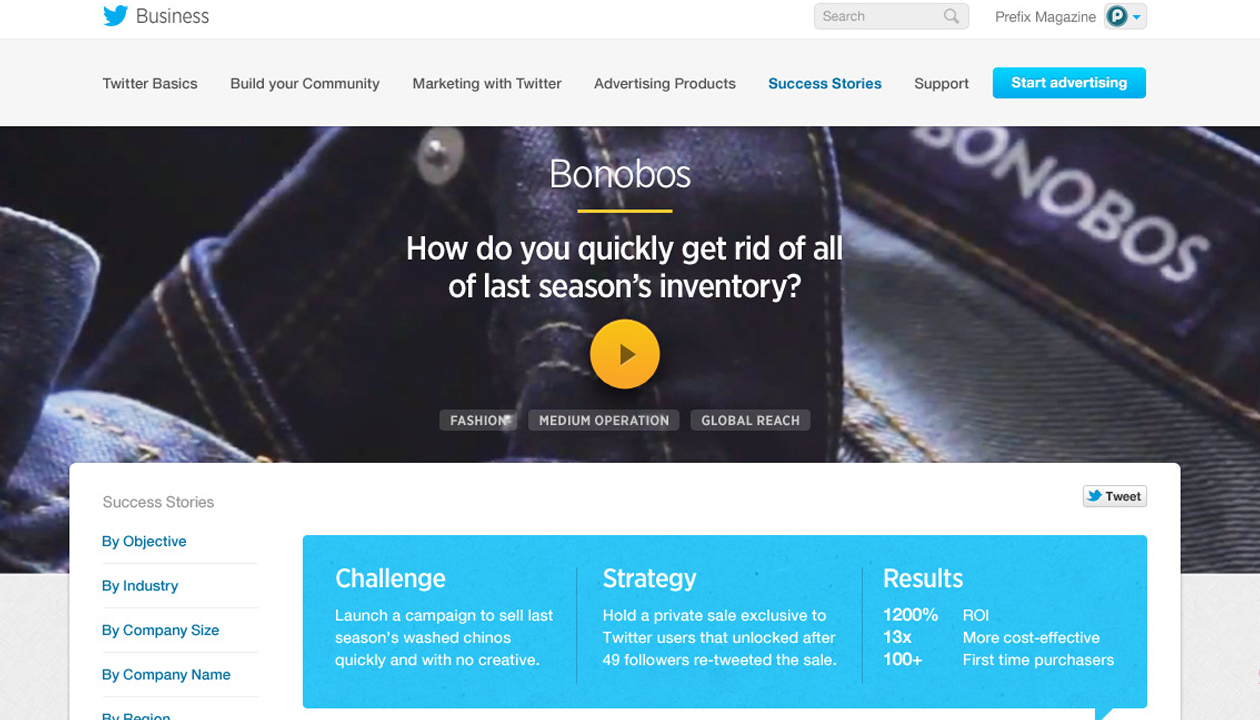 Business
Search
Prefix Magazine
Twitter Basics
Build your Community
Marketing with Twitter
Advertising Products
Success Stories
Support
Start advertising
BONOBOS
Bonobos
How do you quickly get rid of all
of last season's inventory?
FASHION
MEDIUM OPERATION
GLOBAL REACH
Success Stories
Tweet
By Objective
By Industry
By Company Size
By Company Name
By Region
Challenge
Launch a campaign to sell last
season's washed chinos
quickly and with no creative.
Strategy
Hold a private sale exclusive to
Twitter users that unlocked after
49 followers re-tweeted the sale.
Results
1200% ROI
13x More cost-effective
100+ First time purchasers